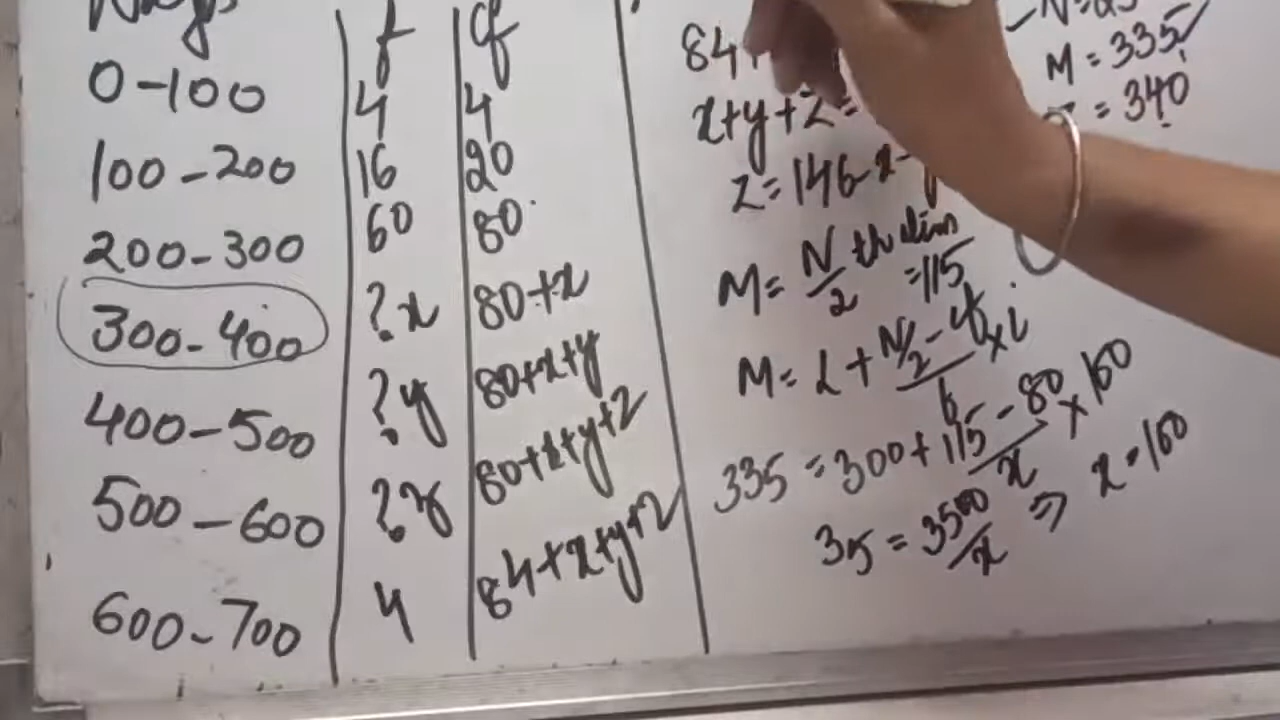 Wages f cf
0-100 4 4
100-200 16 20
200-300 60 80
300-400 ?x 80+x
400-500 ?y 80+x+y
500-600 ?z 80+x+y+z
600-700 4 84+x+y+z
84+
x+y+z=
z=146-x-y
M= N/2 th item
=115
M= L + N/2 - cf / f × i
335 = 300 + 115 - 80 / x × 100
35 = 3500 / x ⇒ x=100
M = 335
= 340